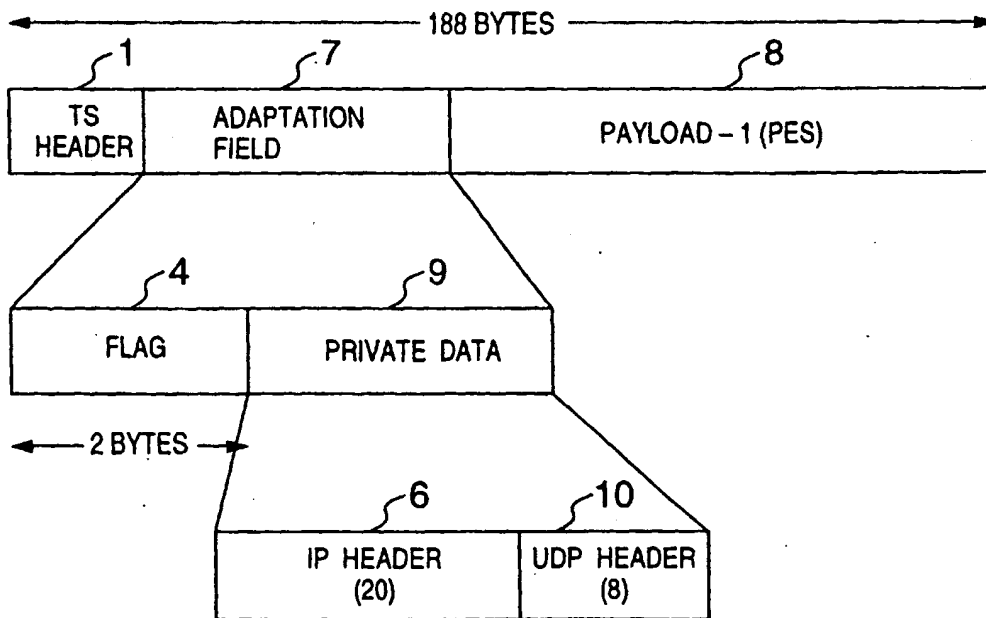 188 BYTES
1
7
8
TS HEADER
ADAPTATION FIELD
PAYLOAD – 1 (PES)
4
9
FLAG
PRIVATE DATA
2 BYTES
6
10
IP HEADER (20)
UDP HEADER (8)